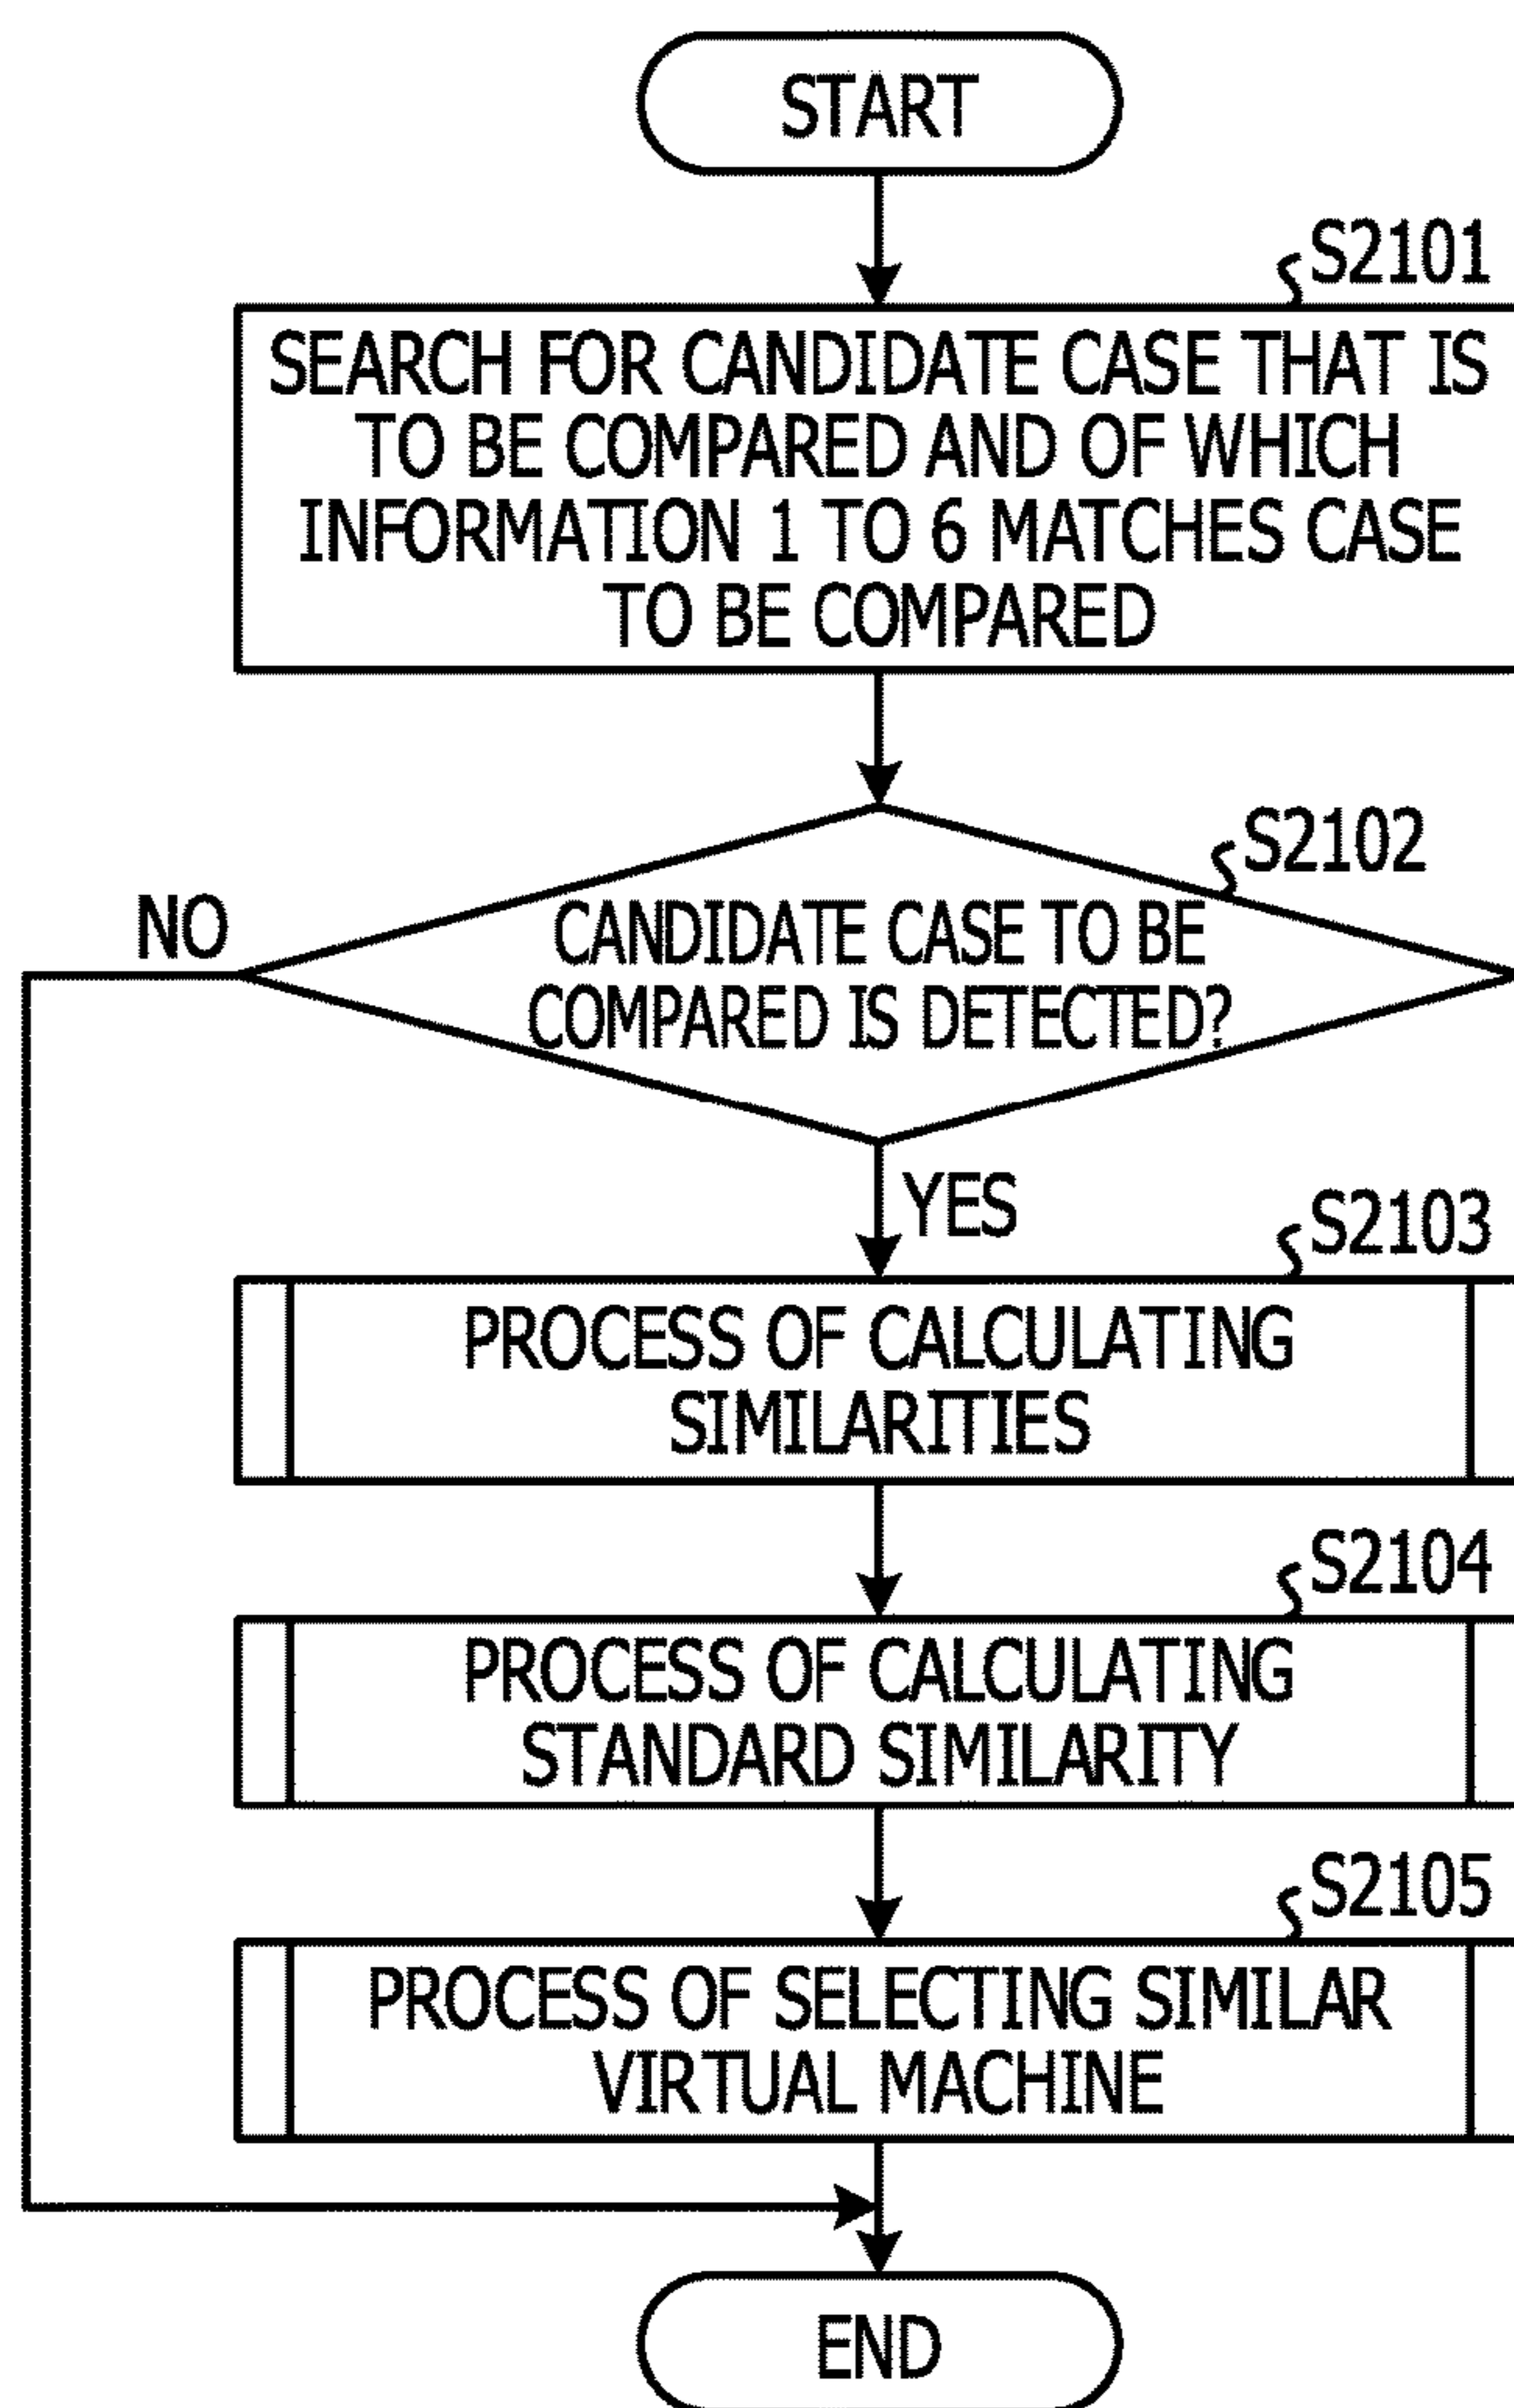 START
S2101
SEARCH FOR CANDIDATE CASE THAT IS
TO BE COMPARED AND OF WHICH
INFORMATION 1 TO 6 MATCHES CASE
TO BE COMPARED
S2102
NO
CANDIDATE CASE TO BE
COMPARED IS DETECTED?
YES
S2103
PROCESS OF CALCULATING
SIMILARITIES
S2104
PROCESS OF CALCULATING
STANDARD SIMILARITY
S2105
PROCESS OF SELECTING SIMILAR
VIRTUAL MACHINE
END